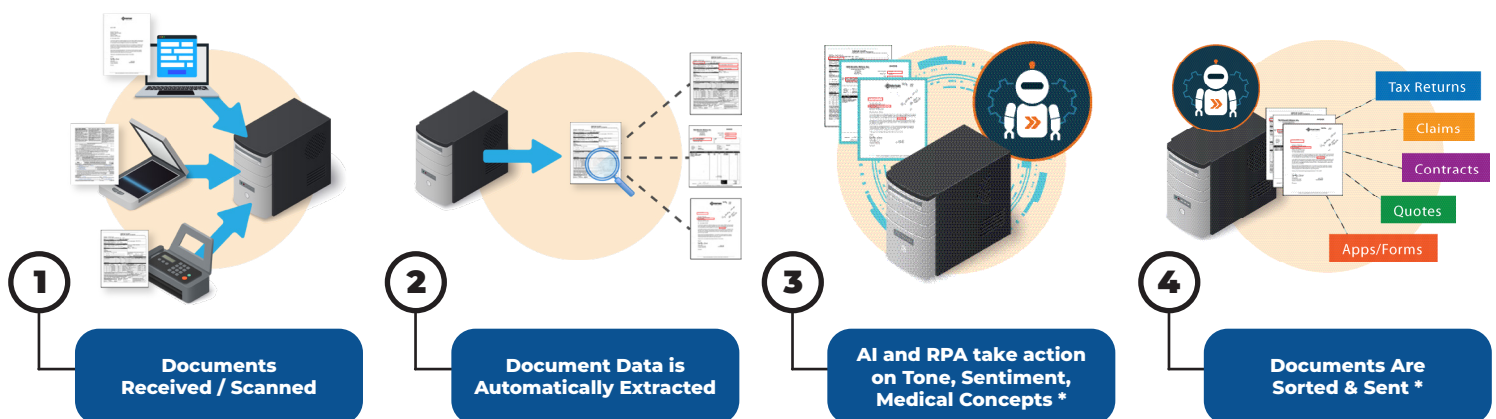 Tax Returns
Claims
Contracts
Quotes
Apps/Forms
1
Documents
Received / Scanned
2
Document Data is
Automatically Extracted
3
AI and RPA take action
on Tone, Sentiment,
Medical Concepts *
4
Documents Are
Sorted & Sent *